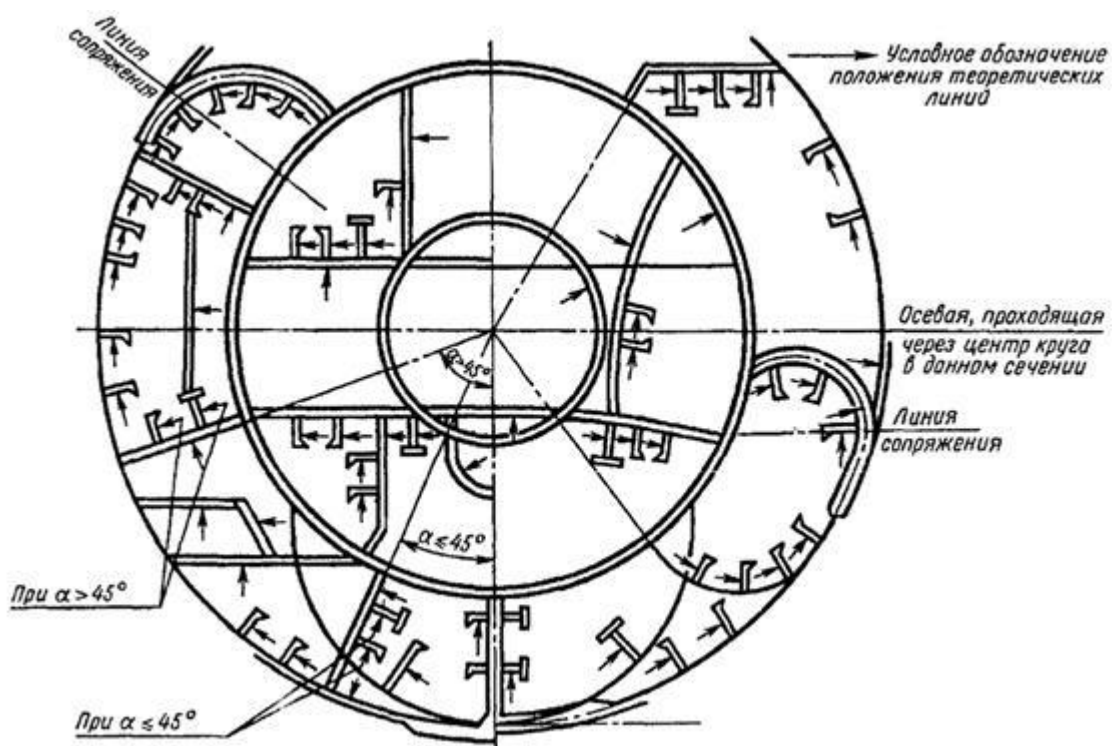 Линия
сопряжения
Условное обозначение
положения теоретических
линий
Осевая, проходящая
через центр круга
в данном сечении
α>45°
Линия
сопряжения
α≤45°
При α>45°
При α≤45°